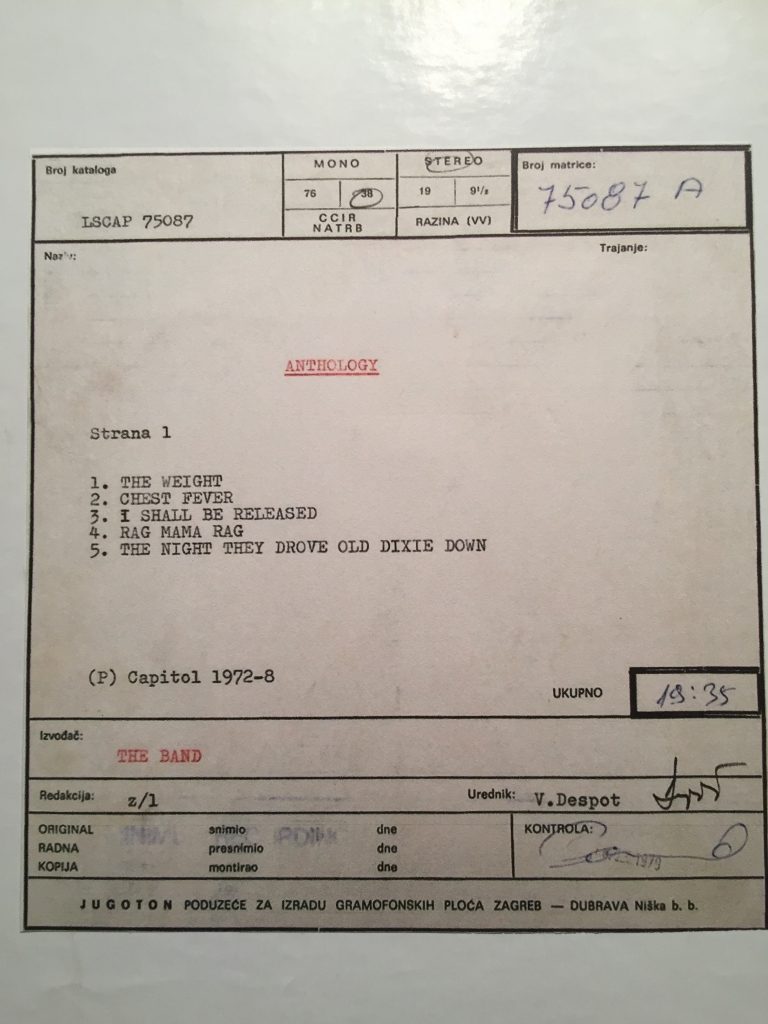 Broj kataloga
LSCAP 75087
MONO
76 38
CCIR
NATRB
STEREO
19 9½
RAZINA (VV)
Broj matrice:
75087 A
Naziv:
Trajanje:
ANTHOLOGY
Strana 1
1. THE WEIGHT
2. CHEST FEVER
3. I SHALL BE RELEASED
4. RAG MAMA RAG
5. THE NIGHT THEY DROVE OLD DIXIE DOWN
(P) Capitol 1972-8
UKUPNO
19:35
Izvođač:
THE BAND
Redakcija: z/1
Urednik: V.Despot
ORIGINAL snimio dne
RADNA presnimio dne
KOPIJA montirao dne
KONTROLA:
1979
JUGOTON PODUZEĆE ZA IZRADU GRAMOFONSKIH PLOĆA ZAGREB — DUBRAVA Niška b. b.